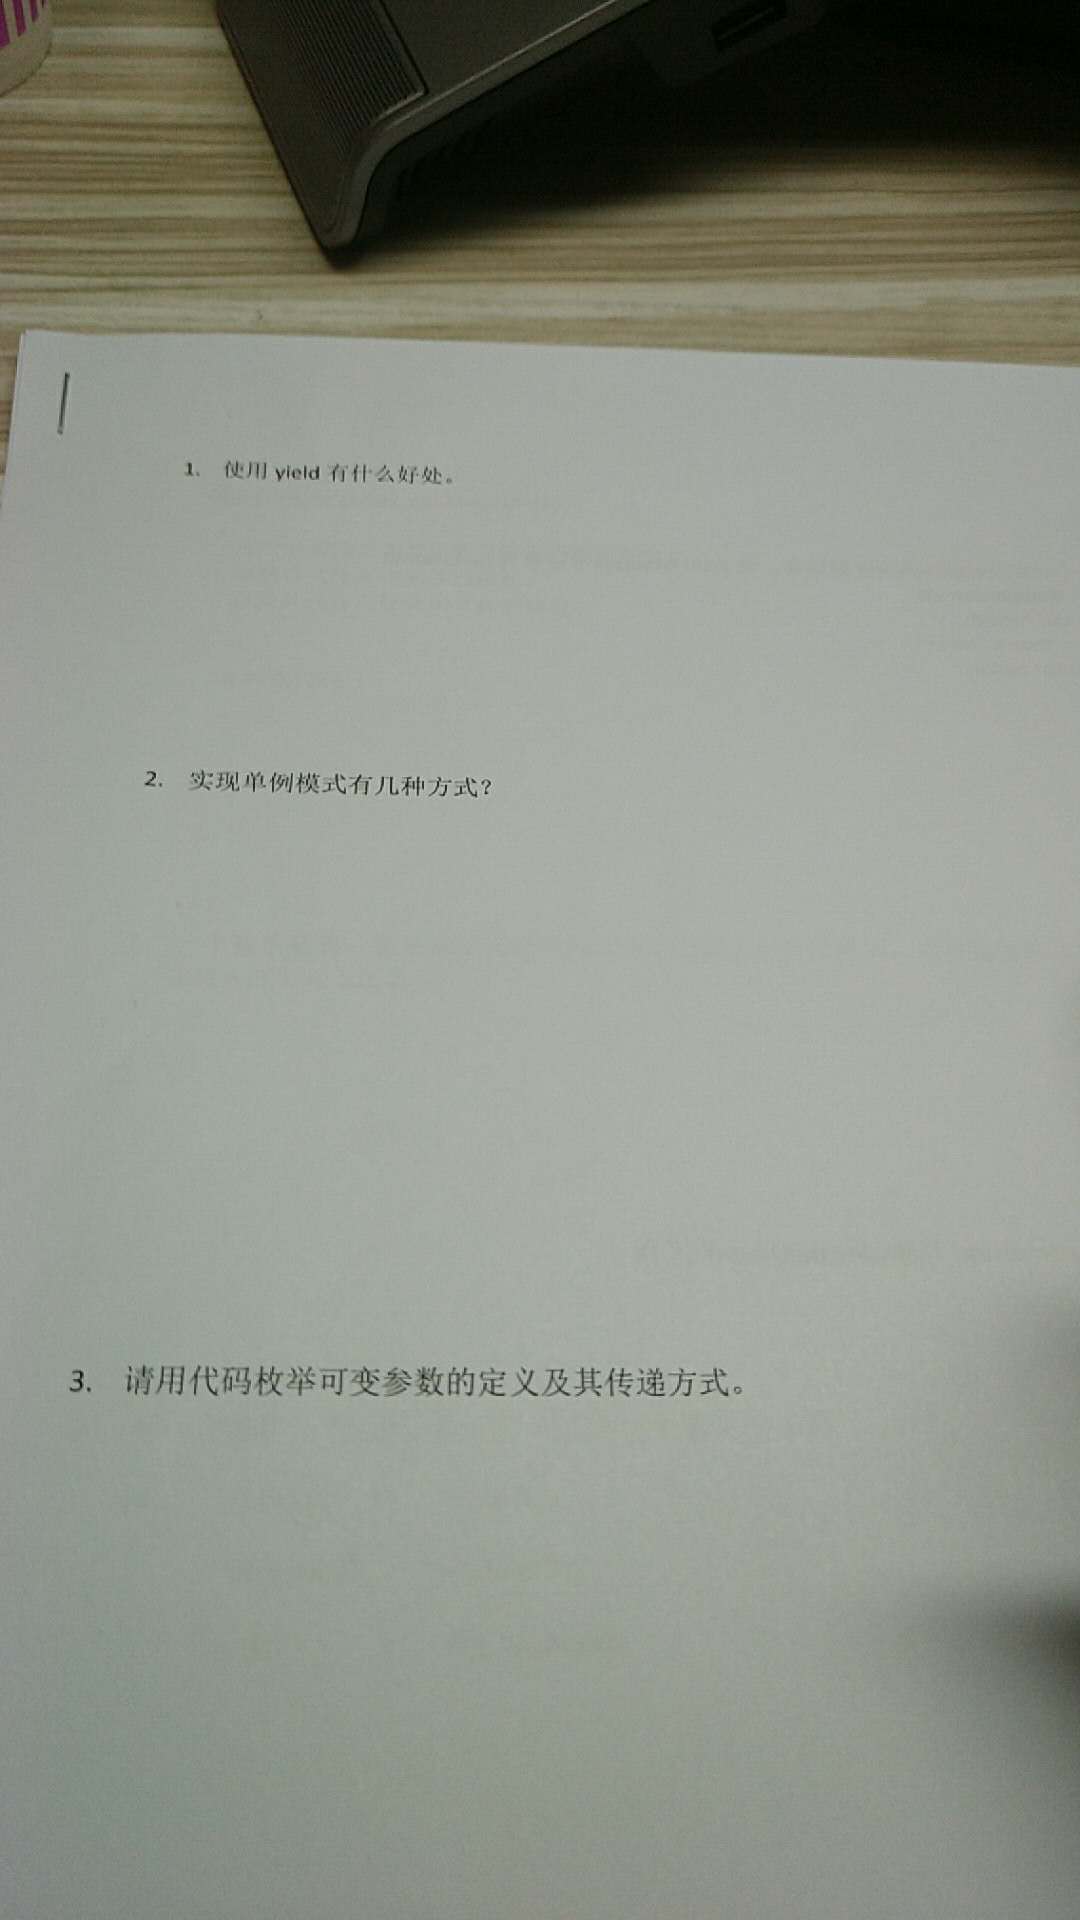 1. 使用 yield 有什么好处。
2. 实现单例模式有几种方式?
3. 请用代码枚举可变参数的定义及其传递方式。